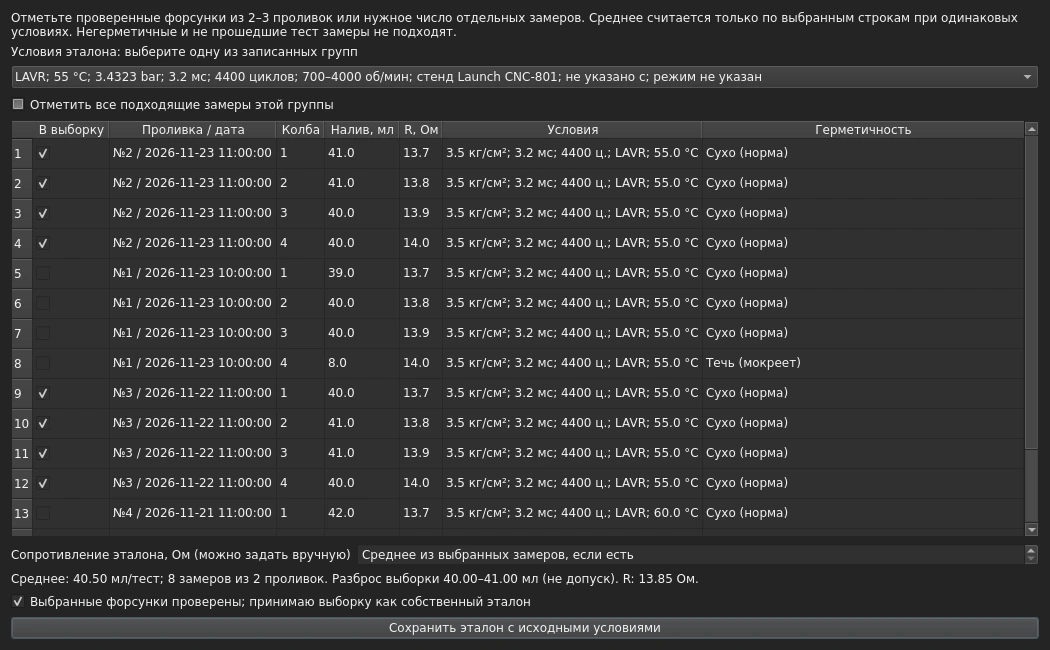 Отметьте проверенные форсунки из 2–3 проливок или нужное число отдельных замеров. Среднее считается только по выбранным строкам при одинаковых
условиях. Негерметичные и не прошедшие тест замеры не подходят.
Условия эталона: выберите одну из записанных групп
LAVR; 55 °C; 3.4323 bar; 3.2 мс; 4400 циклов; 700–4000 об/мин; стенд Launch CNC-801; не указано с; режим не указан
Отметить все подходящие замеры этой группы
В выборку Проливка / дата Колба Налив, мл R, Ом Условия Герметичность
1 №2 / 2026-11-23 11:00:00 1 41.0 13.7 3.5 кг/см²; 3.2 мс; 4400 ц.; LAVR; 55.0 °C Сухо (норма)
2 №2 / 2026-11-23 11:00:00 2 41.0 13.8 3.5 кг/см²; 3.2 мс; 4400 ц.; LAVR; 55.0 °C Сухо (норма)
3 №2 / 2026-11-23 11:00:00 3 40.0 13.9 3.5 кг/см²; 3.2 мс; 4400 ц.; LAVR; 55.0 °C Сухо (норма)
4 №2 / 2026-11-23 11:00:00 4 40.0 14.0 3.5 кг/см²; 3.2 мс; 4400 ц.; LAVR; 55.0 °C Сухо (норма)
5 №1 / 2026-11-23 10:00:00 1 39.0 13.7 3.5 кг/см²; 3.2 мс; 4400 ц.; LAVR; 55.0 °C Сухо (норма)
6 №1 / 2026-11-23 10:00:00 2 40.0 13.8 3.5 кг/см²; 3.2 мс; 4400 ц.; LAVR; 55.0 °C Сухо (норма)
7 №1 / 2026-11-23 10:00:00 3 40.0 13.9 3.5 кг/см²; 3.2 мс; 4400 ц.; LAVR; 55.0 °C Сухо (норма)
8 №1 / 2026-11-23 10:00:00 4 8.0 14.0 3.5 кг/см²; 3.2 мс; 4400 ц.; LAVR; 55.0 °C Течь (мокреет)
9 №3 / 2026-11-22 11:00:00 1 40.0 13.7 3.5 кг/см²; 3.2 мс; 4400 ц.; LAVR; 55.0 °C Сухо (норма)
10 №3 / 2026-11-22 11:00:00 2 41.0 13.8 3.5 кг/см²; 3.2 мс; 4400 ц.; LAVR; 55.0 °C Сухо (норма)
11 №3 / 2026-11-22 11:00:00 3 41.0 13.9 3.5 кг/см²; 3.2 мс; 4400 ц.; LAVR; 55.0 °C Сухо (норма)
12 №3 / 2026-11-22 11:00:00 4 40.0 14.0 3.5 кг/см²; 3.2 мс; 4400 ц.; LAVR; 55.0 °C Сухо (норма)
13 №4 / 2026-11-21 11:00:00 1 42.0 13.7 3.5 кг/см²; 3.2 мс; 4400 ц.; LAVR; 60.0 °C Сухо (норма)
Сопротивление эталона, Ом (можно задать вручную) Среднее из выбранных замеров, если есть
Среднее: 40.50 мл/тест; 8 замеров из 2 проливок. Разброс выборки 40.00–41.00 мл (не допуск). R: 13.85 Ом.
Выбранные форсунки проверены; принимаю выборку как собственный эталон
Сохранить эталон с исходными условиями